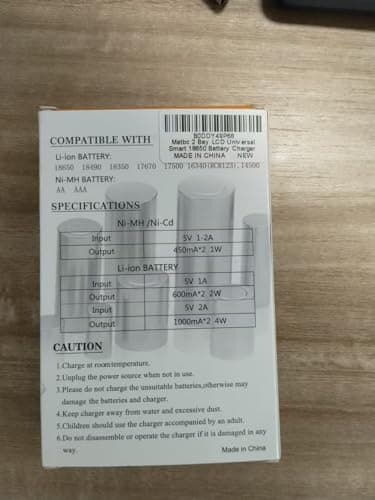 B0DDY49P66
Matbc 2 Bay LCD Universal
Smart 18650 Battery Charger
MADE IN CHINA NEW
COMPATIBLE WITH
Li-ion BATTERY:
18650 18490 18350 17670 17500 16340(RCR123),14500
Ni-MH BATTERY:
AA AAA
SPECIFICATIONS
Ni-MH /Ni-Cd
Input 5V 1-2A
Output 450mA*2 1W
Li-ion BATTERY
Input 5V 1A
Output 600mA*2 2W
Input 5V 2A
Output 1000mA*2 4W
CAUTION
1.Charge at roomtemperature.
2.Unplug the power source when not in use.
3.Please do not charge the unsuitable batteries,otherwise may
damage the batteries and charger.
4.Keep charger away from water and excessive dust.
5.Children should use the charger accompanied by an adult.
6.Do not disassemble or operate the charger if it is damaged in any
way.
Made in China